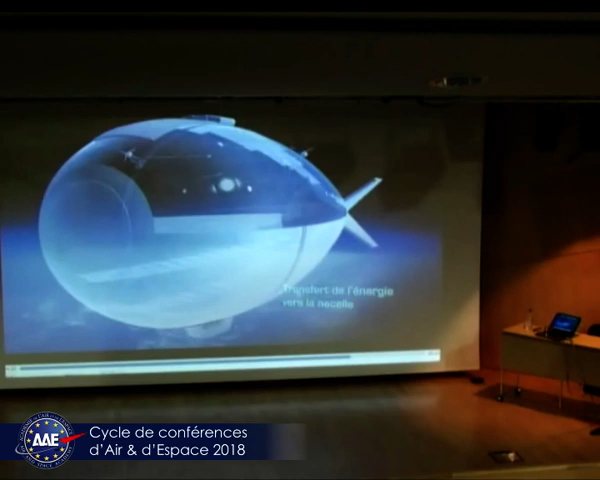 Transfert de l'énergie
vers la nacelle
AAE
Cycle de conférences
d'Air & d'Espace 2018